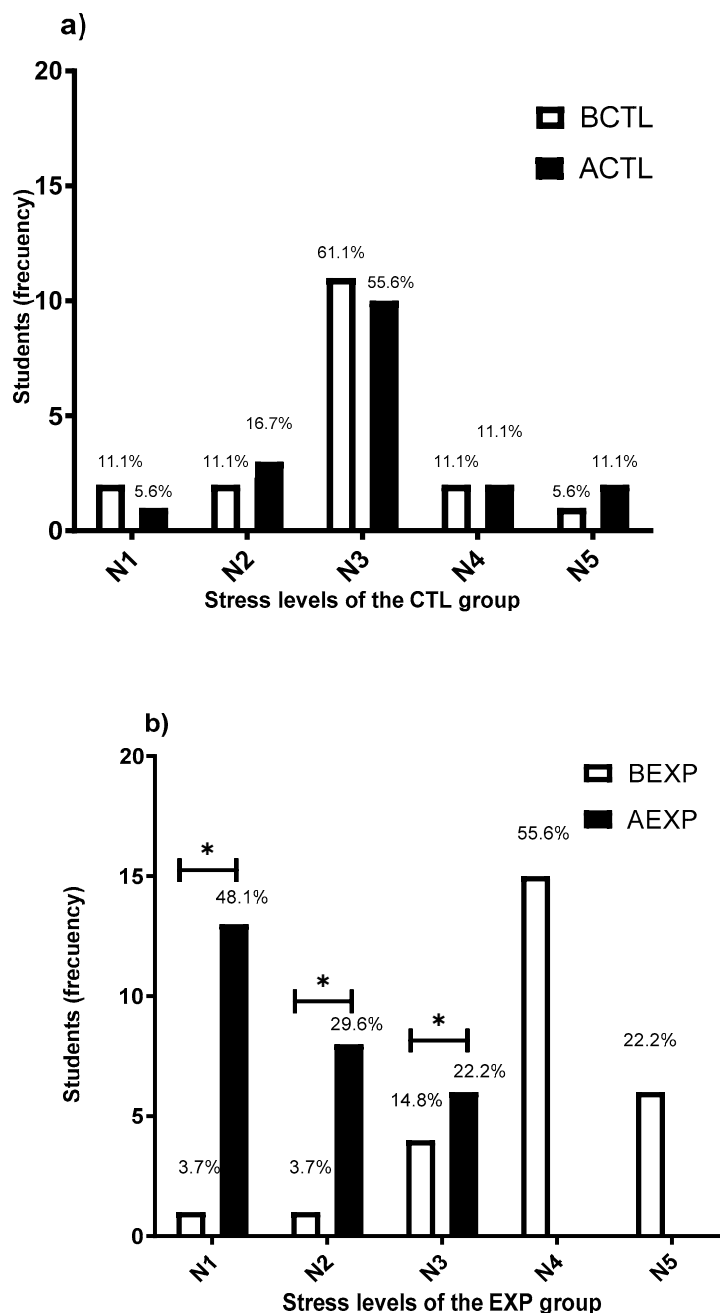 a)
20
15
10
5
0
Students (frecuency)
BCTL
ACTL
61.1%
55.6%
16.7%
11.1%
11.1%
11.1%
11.1%
11.1%
5.6%
5.6%
N1
N2
N3
N4
N5
Stress levels of the CTL group
b)
20
15
10
5
0
Students (frecuency)
BEXP
AEXP
55.6%
*
48.1%
*
29.6%
*
22.2%
22.2%
14.8%
3.7%
3.7%
N1
N2
N3
N4
N5
Stress levels of the EXP group